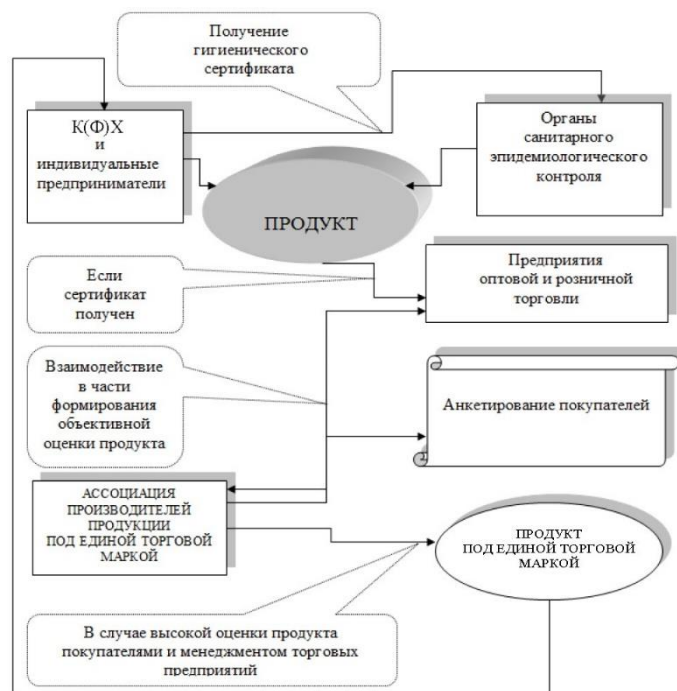 Получение
гигиенического
сертификата
К(Ф)Х
и
индивидуальные
предприниматели
Органы
санитарного
эпидемиологического
контроля
ПРОДУКТ
Если
сертификат
получен
Предприятия
оптовой и розничной
торговли
Взаимодействие
в части
формирования
объективной
оценки продукта
Анкетирование покупателей
АССОЦИАЦИЯ
ПРОИЗВОДИТЕЛЕЙ
ПРОДУКЦИИ
ПОД ЕДИНОЙ ТОРГОВОЙ
МАРКОЙ
ПРОДУКТ
ПОД ЕДИНОЙ ТОРГОВОЙ
МАРКОЙ
В случае высокой оценки продукта
покупателями и менеджментом торговых
предприятий